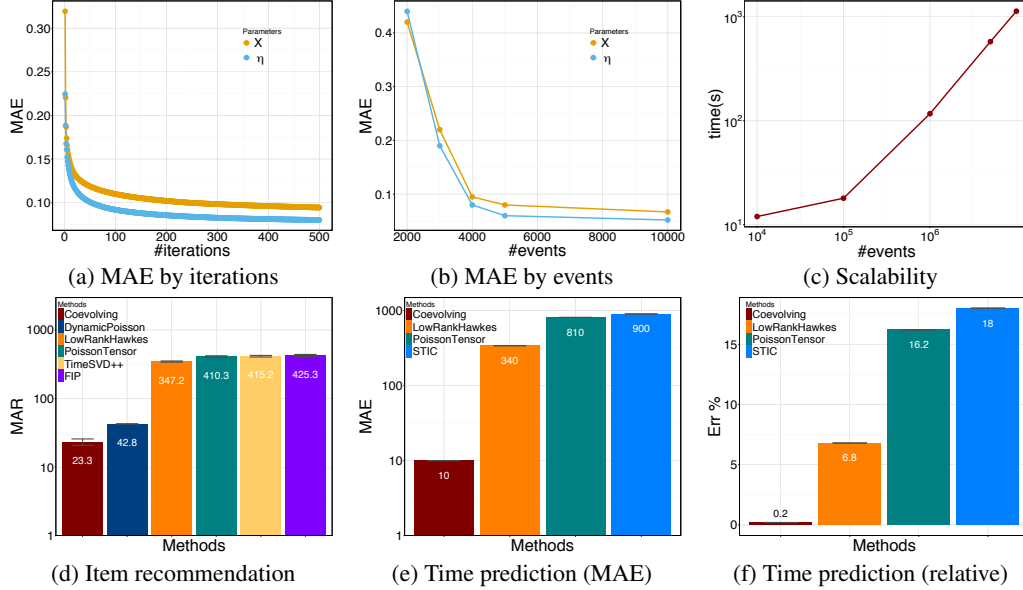 Parameters
X
η
0.30
0.25
0.20
0.15
0.10
MAE
0 100 200 300 400 500
#iterations
(a) MAE by iterations
Parameters
X
η
0.4
0.3
0.2
0.1
MAE
2000 4000 6000 8000 10000
#events
(b) MAE by events
10³
10²
10¹
time(s)
10⁴ 10⁵ 10⁶
#events
(c) Scalability
Methods
Coevolving
DynamicPoisson
LowRankHawkes
PoissonTensor
TimeSVD++
FIP
1000
100
10
1
MAR
23.3 42.8 347.2 410.3 415.2 425.3
Methods
(d) Item recommendation
Methods
Coevolving
LowRankHawkes
PoissonTensor
STIC
1000
100
10
1
MAE
10 340 810 900
Methods
(e) Time prediction (MAE)
Methods
Coevolving
LowRankHawkes
PoissonTensor
STIC
15
10
5
0
Err %
0.2 6.8 16.2 18
Methods
(f) Time prediction (relative)